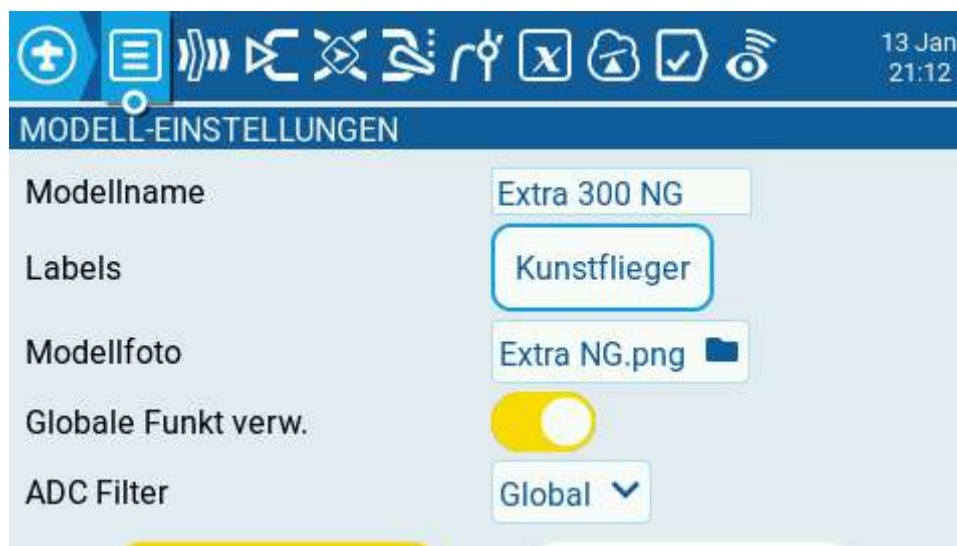 13 Jan
21:12
MODELL-EINSTELLUNGEN
Modellname Extra 300 NG
Labels Kunstflieger
Modellfoto Extra NG.png
Globale Funkt verw.
ADC Filter Global